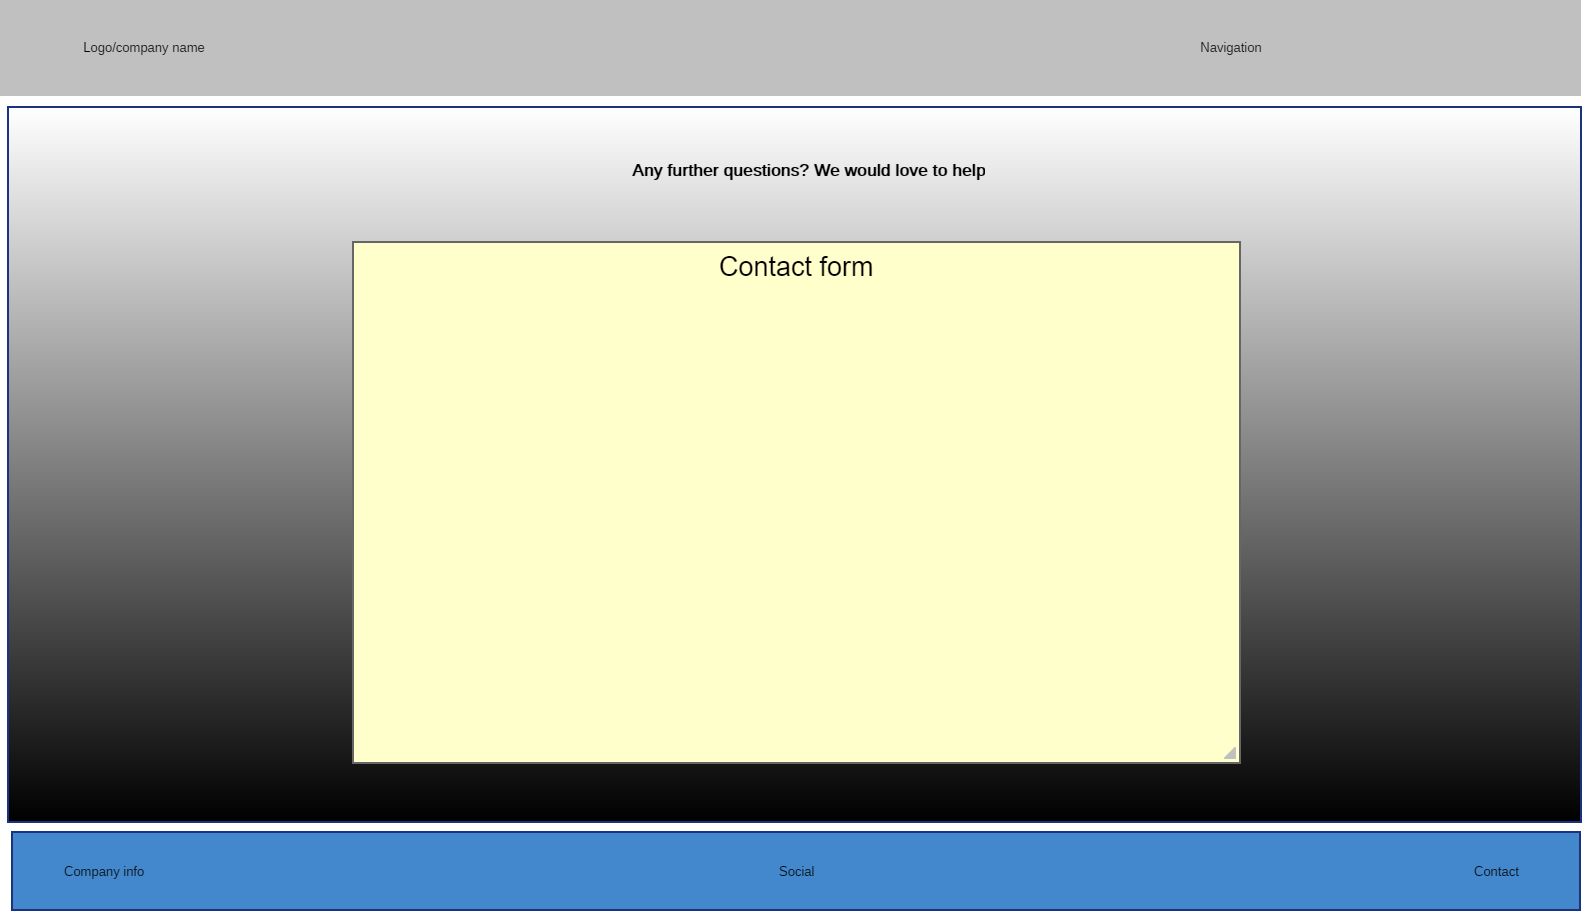 Logo/company name
Navigation
Any further questions? We would love to help
Contact form
Company info
Social
Contact